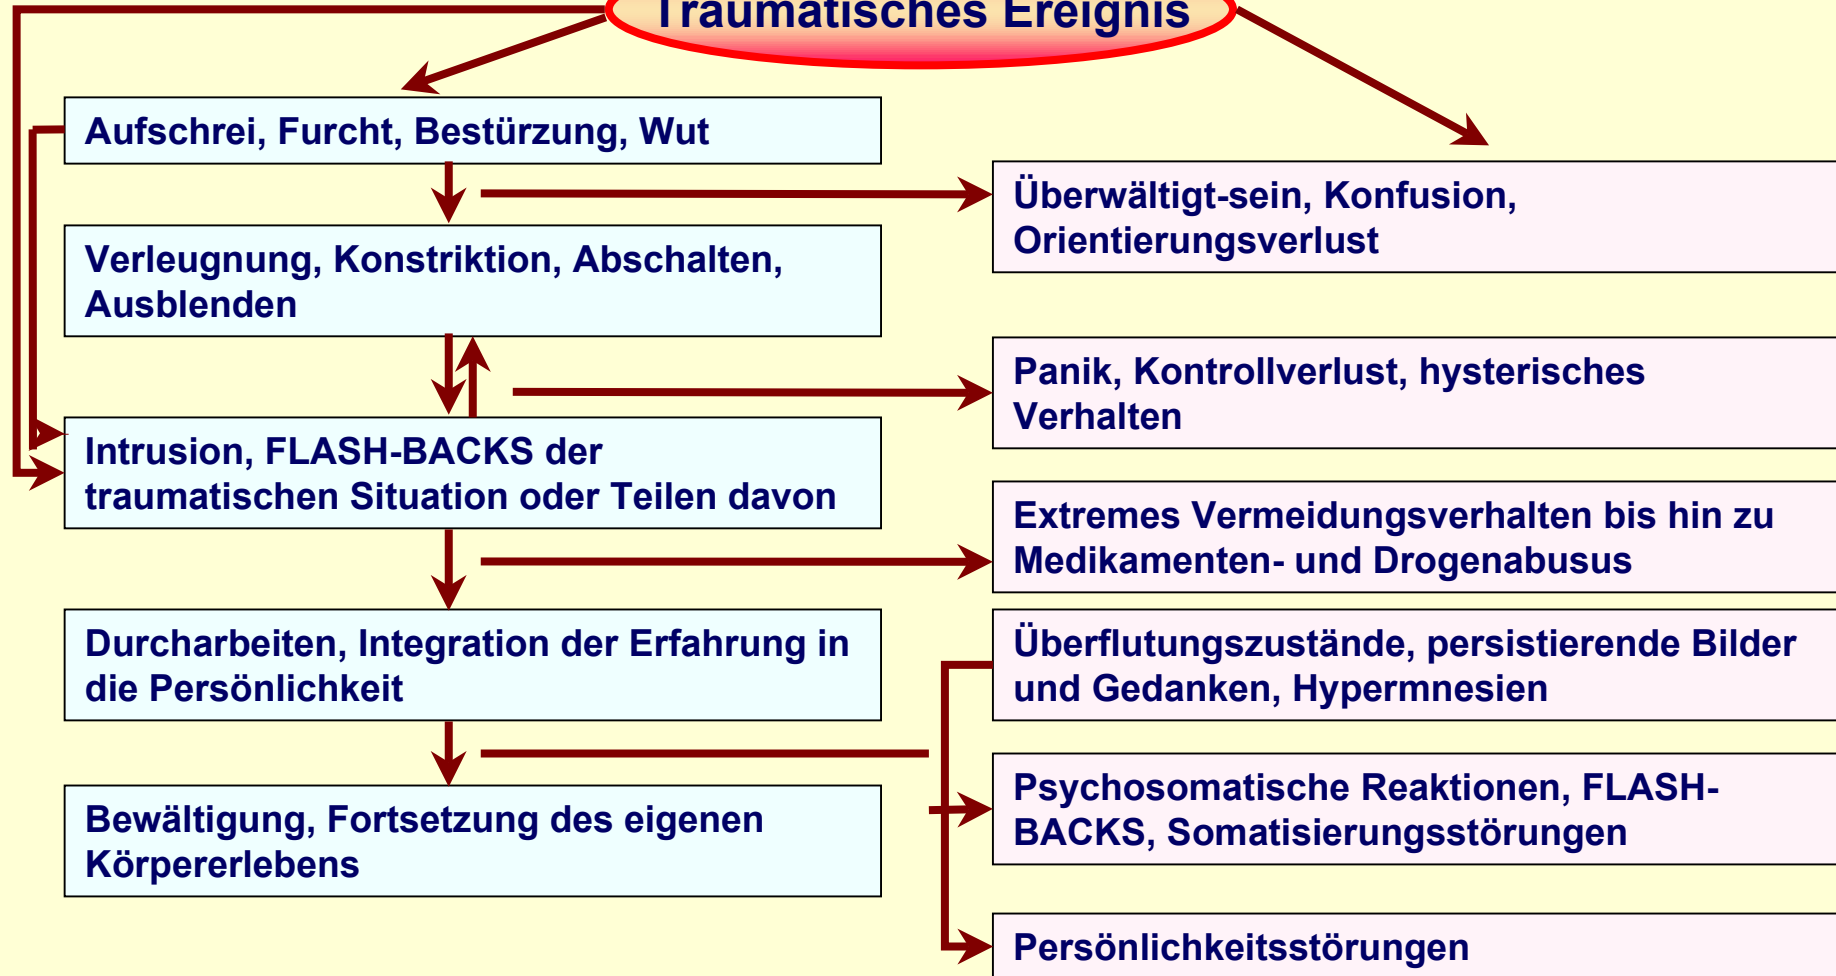 Traumatisches Ereignis
Aufschrei, Furcht, Bestürzung, Wut
Verleugnung, Konstriktion, Abschalten,
Ausblenden
Intrusion, FLASH-BACKS der
traumatischen Situation oder Teilen davon
Durcharbeiten, Integration der Erfahrung in
die Persönlichkeit
Bewältigung, Fortsetzung des eigenen
Körpererlebens
Überwältigt-sein, Konfusion,
Orientierungsverlust
Panik, Kontrollverlust, hysterisches
Verhalten
Extremes Vermeidungsverhalten bis hin zu
Medikamenten- und Drogenabusus
Überflutungszustände, persistierende Bilder
und Gedanken, Hypermnesien
Psychosomatische Reaktionen, FLASH-
BACKS, Somatisierungsstörungen
Persönlichkeitsstörungen